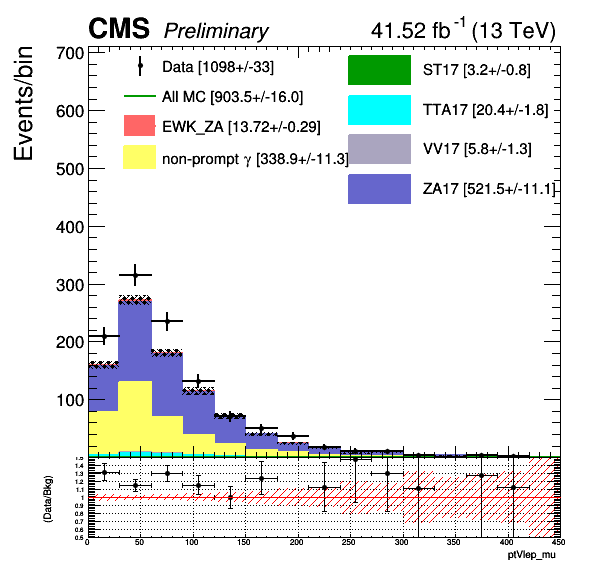 CMS Preliminary 41.52 fb⁻¹ (13 TeV)
Events/bin
700
600
500
400
300
200
100
Data [1098+/-33]
All MC [903.5+/-16.0]
EWK_ZA [13.72+/-0.29]
non-prompt γ [338.9+/-11.3]
ST17 [3.2+/-0.8]
TTA17 [20.4+/-1.8]
VV17 [5.8+/-1.3]
ZA17 [521.5+/-11.1]
(Data/Bkg)
1.5
1.4
1.3
1.2
1.1
1
0.9
0.8
0.7
0.6
0.5
0 50 100 150 200 250 300 350 400 450
ptVlep_mu